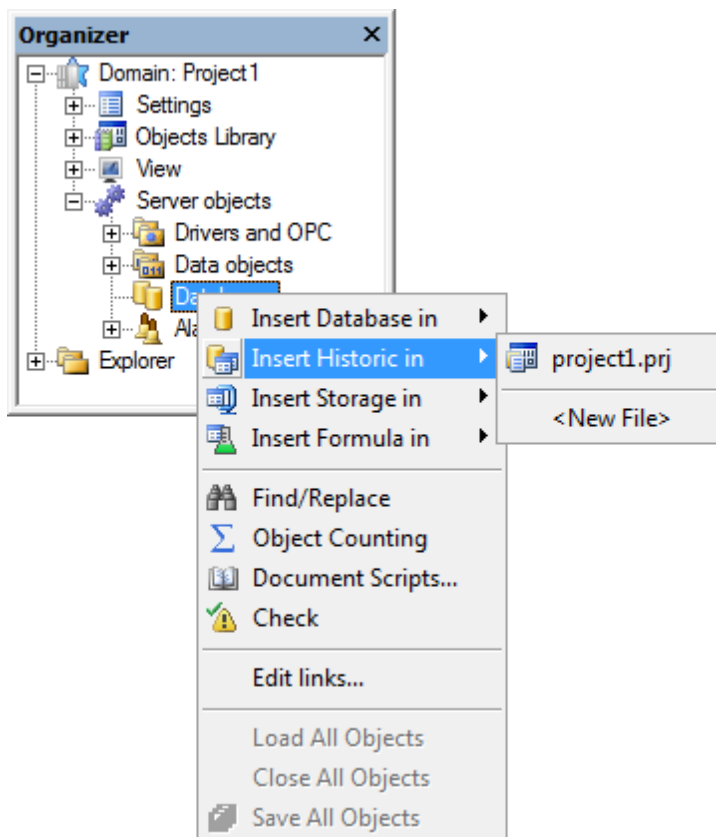 Organizer
Domain: Project1
Settings
Objects Library
View
Server objects
Drivers and OPC
Data objects
Explorer
Insert Database in
Insert Historic in
Insert Storage in
Insert Formula in
Find/Replace
Object Counting
Document Scripts...
Check
Edit links...
Load All Objects
Close All Objects
Save All Objects
project1.prj
<New File>